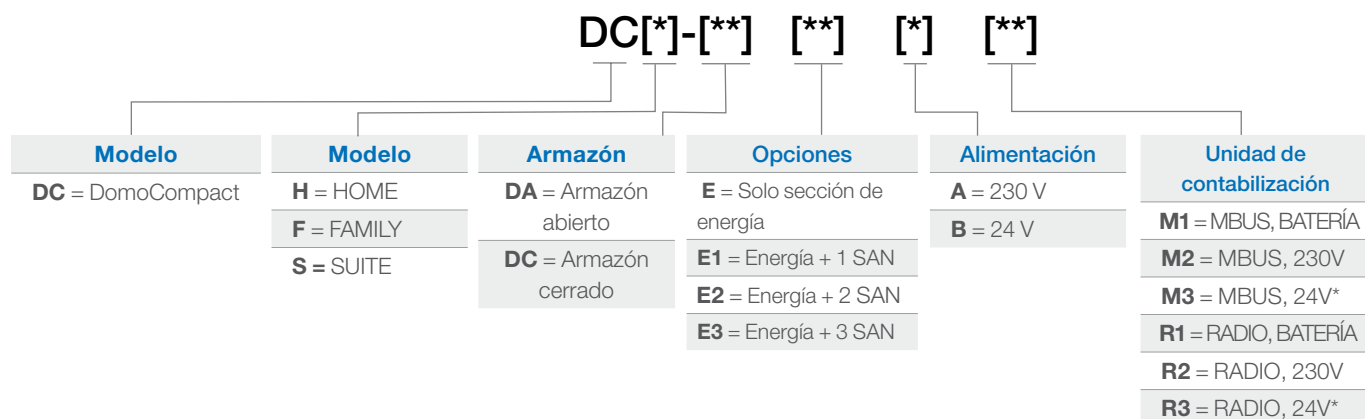 DC[*]-[**] [**] [*] [**]
Modelo
DC = DomoCompact
Modelo
H = HOME
F = FAMILY
S = SUITE
Armazón
DA = Armazón
abierto
DC = Armazón
cerrado
Opciones
E = Solo sección de
energía
E1 = Energía + 1 SAN
E2 = Energía + 2 SAN
E3 = Energía + 3 SAN
Alimentación
A = 230 V
B = 24 V
Unidad de
contabilización
M1 = MBUS, BATERÍA
M2 = MBUS, 230V
M3 = MBUS, 24V*
R1 = RADIO, BATERÍA
R2 = RADIO, 230V
R3 = RADIO, 24V*